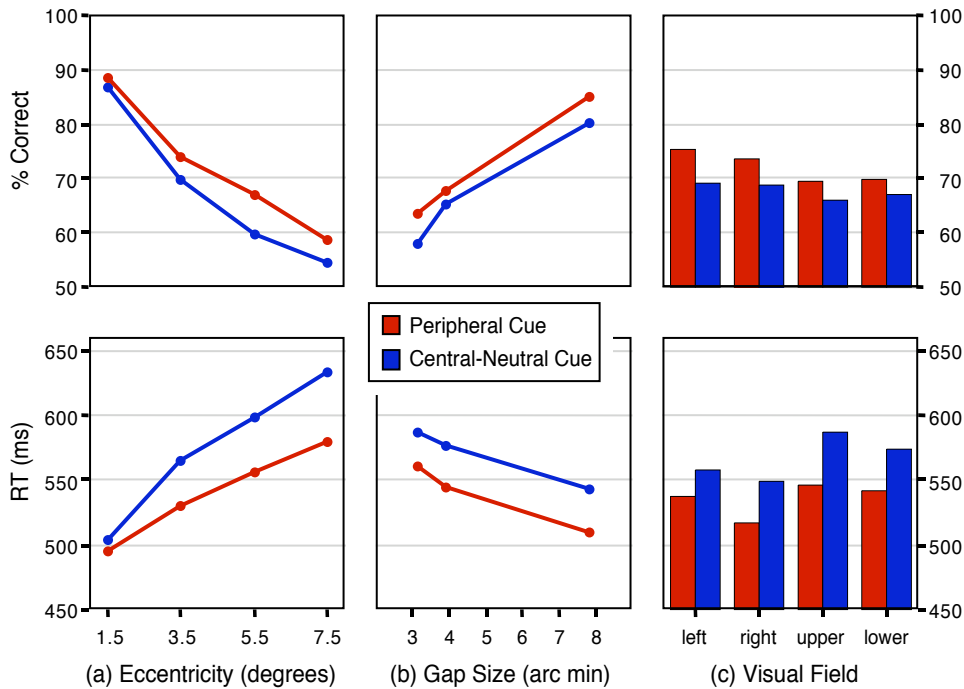 100
90
80
70
60
50
% Correct
100
90
80
70
60
50
Peripheral Cue
Central-Neutral Cue
650
600
550
500
450
RT (ms)
650
600
550
500
450
1.5 3.5 5.5 7.5
3 4 5 6 7 8
left right upper lower
(a) Eccentricity (degrees)
(b) Gap Size (arc min)
(c) Visual Field